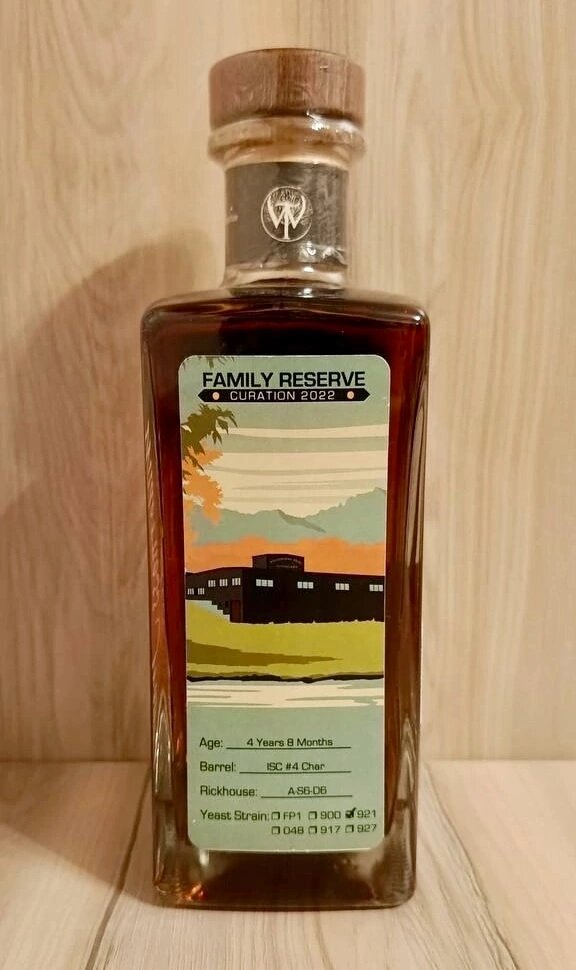 FAMILY RESERVE
CURATION 2022
Age: 4 Years 8 Months
Barrel: ISC #4 Char
Rickhouse: A-S6-D6
Yeast Strain: ☐ FP1 ☐ 900 ☑ 921
☐ 048 ☐ 917 ☐ 927